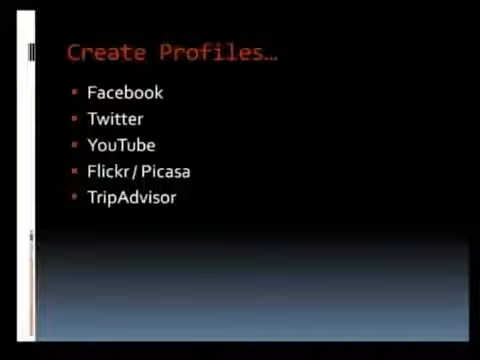 Create Profiles…
Facebook
Twitter
YouTube
Flickr / Picasa
TripAdvisor